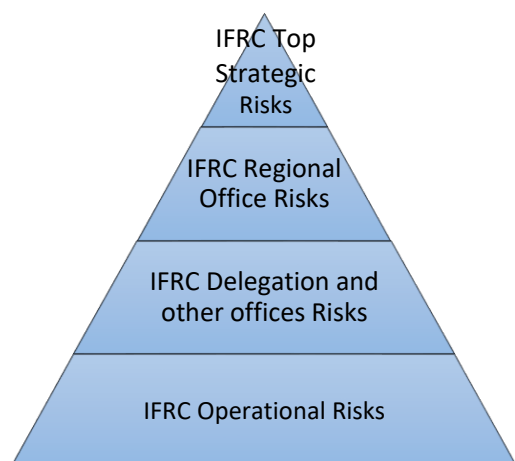 IFRC Top
Strategic
Risks
IFRC Regional
Office Risks
IFRC Delegation and
other offices Risks
IFRC Operational Risks